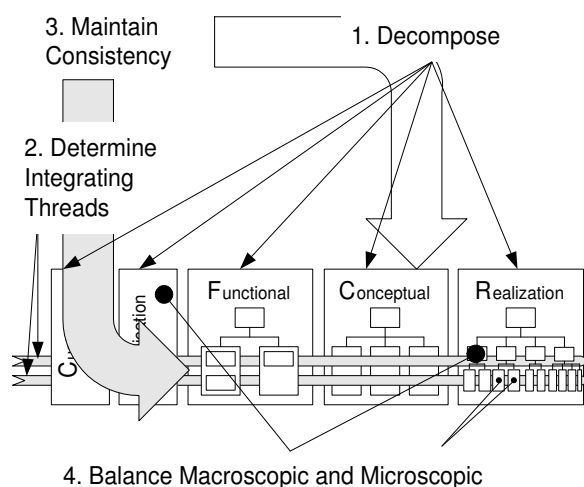 3. Maintain
Consistency
1. Decompose
2. Determine
Integrating
Threads
Functional
Conceptual
Realization
4. Balance Macroscopic and Microscopic